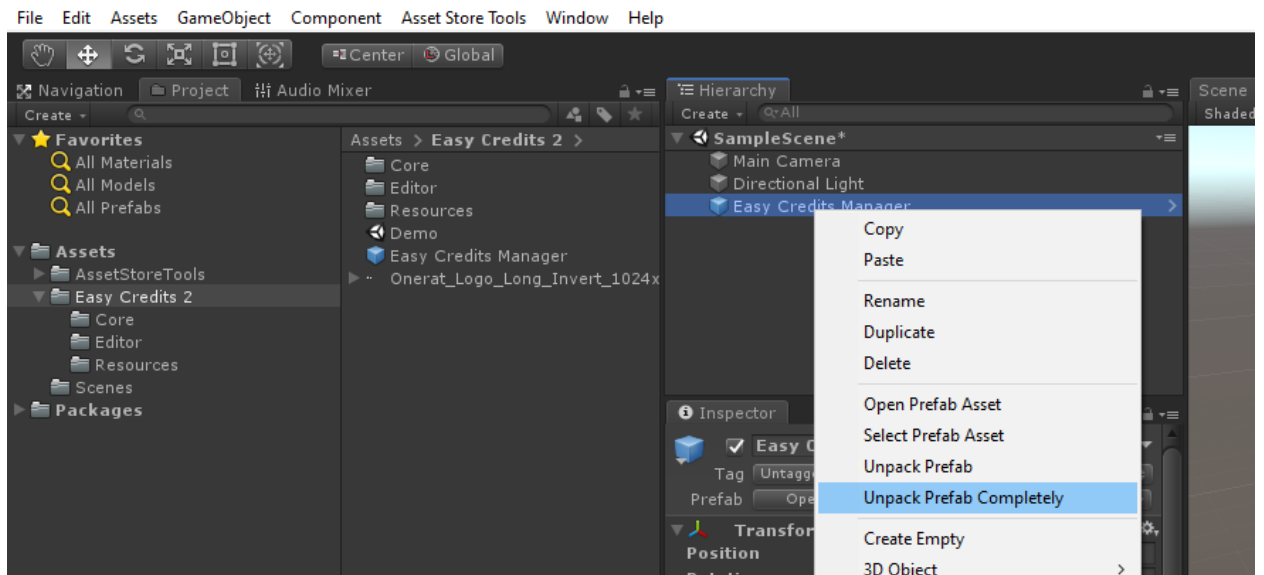 File Edit Assets GameObject Component Asset Store Tools Window Help
Center Global
Navigation Project Audio Mixer
Create
Favorites
All Materials
All Models
All Prefabs
Assets
AssetStoreTools
Easy Credits 2
Core
Editor
Resources
Scenes
Packages
Assets > Easy Credits 2 >
Core
Editor
Resources
Demo
Easy Credits Manager
Onerat_Logo_Long_Invert_1024x
Hierarchy
Create All
SampleScene*
Main Camera
Directional Light
Easy Credits Manager
Copy
Paste
Rename
Duplicate
Delete
Open Prefab Asset
Select Prefab Asset
Unpack Prefab
Unpack Prefab Completely
Create Empty
3D Object
Inspector
Easy C
Tag Untagg
Prefab Ope
Transfor
Position
Scene
Shaded